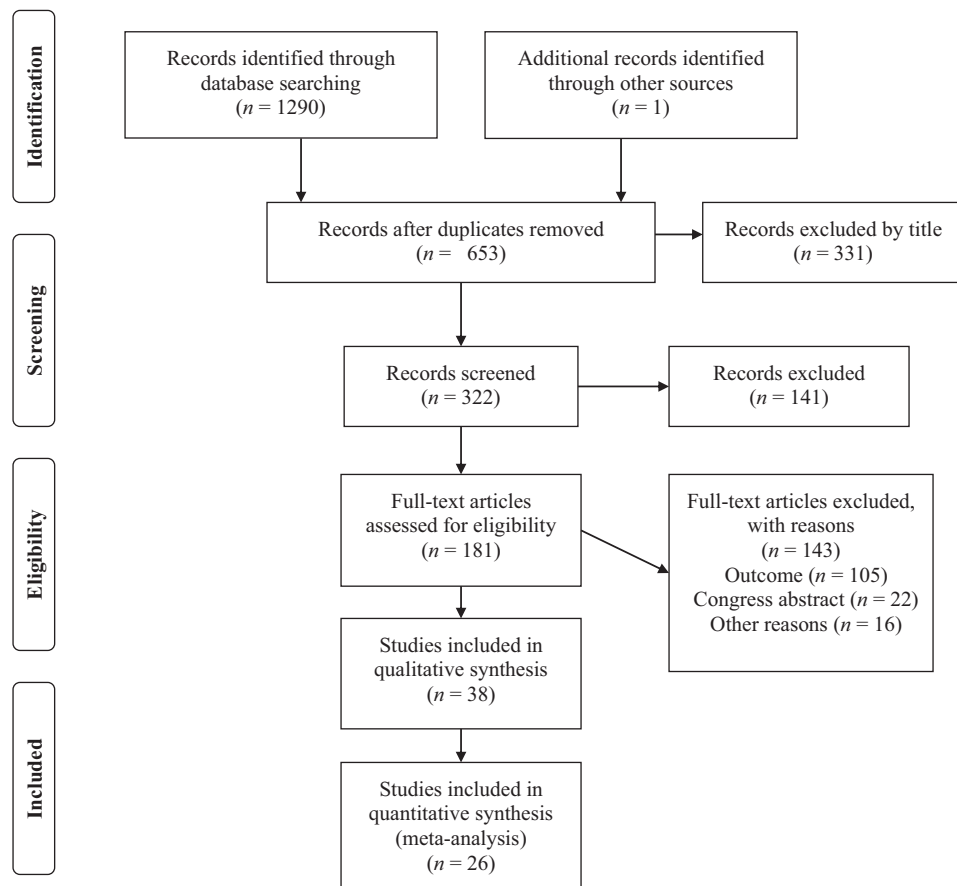 Identification
Records identified through
database searching
(n = 1290)
Additional records identified
through other sources
(n = 1)
Records after duplicates removed
(n = 653)
Records excluded by title
(n = 331)
Screening
Records screened
(n = 322)
Records excluded
(n = 141)
Eligibility
Full-text articles
assessed for eligibility
(n = 181)
Full-text articles excluded,
with reasons
(n = 143)
Outcome (n = 105)
Congress abstract (n = 22)
Other reasons (n = 16)
Studies included in
qualitative synthesis
(n = 38)
Included
Studies included in
quantitative synthesis
(meta-analysis)
(n = 26)